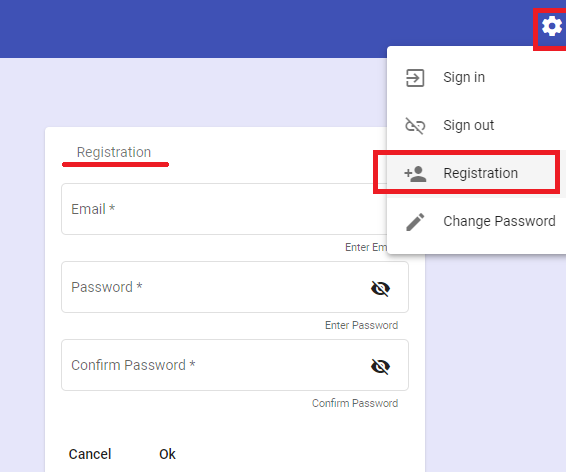 Sign in
Sign out
Registration
Change Password
Registration
Email *
Enter Em
Password *
Enter Password
Confirm Password *
Confirm Password
Cancel Ok